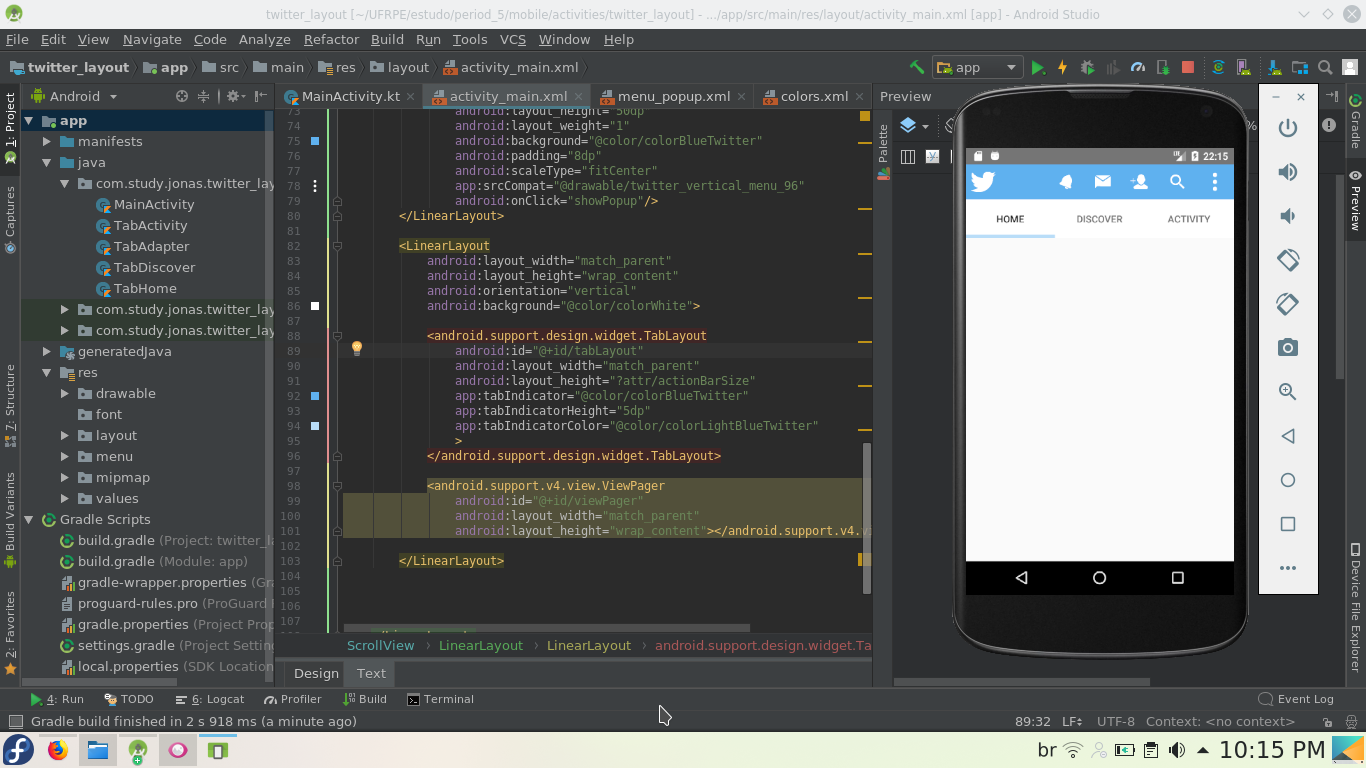 twitter_layout [~/UFRPE/estudo/period_5/mobile/activities/twitter_layout] - .../app/src/main/res/layout/activity_main.xml [app] - Android Studio
File Edit View Navigate Code Analyze Refactor Build Run Tools VCS Window Help
twitter_layout app src main res layout activity_main.xml app
1: Project
Captures
7: Structure
Build Variants
2: Favorites
Android
app
manifests
java
com.study.jonas.twitter_lay
MainActivity
TabActivity
TabAdapter
TabDiscover
TabHome
com.study.jonas.twitter_lay
com.study.jonas.twitter_lay
generatedJava
res
drawable
font
layout
menu
mipmap
values
Gradle Scripts
build.gradle (Project: twitter_l
build.gradle (Module: app)
gradle-wrapper.properties (Gra
proguard-rules.pro (ProGuard
gradle.properties (Project Prop
settings.gradle (Project Settin
local.properties (SDK Location
MainActivity.kt activity_main.xml menu_popup.xml colors.xml
73 android:layout_height="50dp"
74 android:layout_weight="1"
75 android:background="@color/colorBlueTwitter"
76 android:padding="8dp"
77 android:scaleType="fitCenter"
78 app:srcCompat="@drawable/twitter_vertical_menu_96"
79 android:onClick="showPopup"/>
80 </LinearLayout>
81
82 <LinearLayout
83 android:layout_width="match_parent"
84 android:layout_height="wrap_content"
85 android:orientation="vertical"
86 android:background="@color/colorWhite">
87
88 <android.support.design.widget.TabLayout
89 android:id="@+id/tabLayout"
90 android:layout_width="match_parent"
91 android:layout_height="?attr/actionBarSize"
92 app:tabIndicator="@color/colorBlueTwitter"
93 app:tabIndicatorHeight="5dp"
94 app:tabIndicatorColor="@color/colorLightBlueTwitter"
95 >
96 </android.support.design.widget.TabLayout>
97
98 <android.support.v4.view.ViewPager
99 android:id="@+id/viewPager"
100 android:layout_width="match_parent"
101 android:layout_height="wrap_content"></android.support.v4.v
102
103 </LinearLayout>
104
105
106
107
ScrollView › LinearLayout › LinearLayout › android.support.design.widget.Ta
Design Text
Preview
Palette
%
22:15
HOME DISCOVER ACTIVITY
Gradle
Preview
Device File Explorer
4: Run TODO 6: Logcat Profiler Build Terminal Event Log
Gradle build finished in 2 s 918 ms (a minute ago) 89:32 LF UTF-8 Context: <no context>
br 10:15 PM